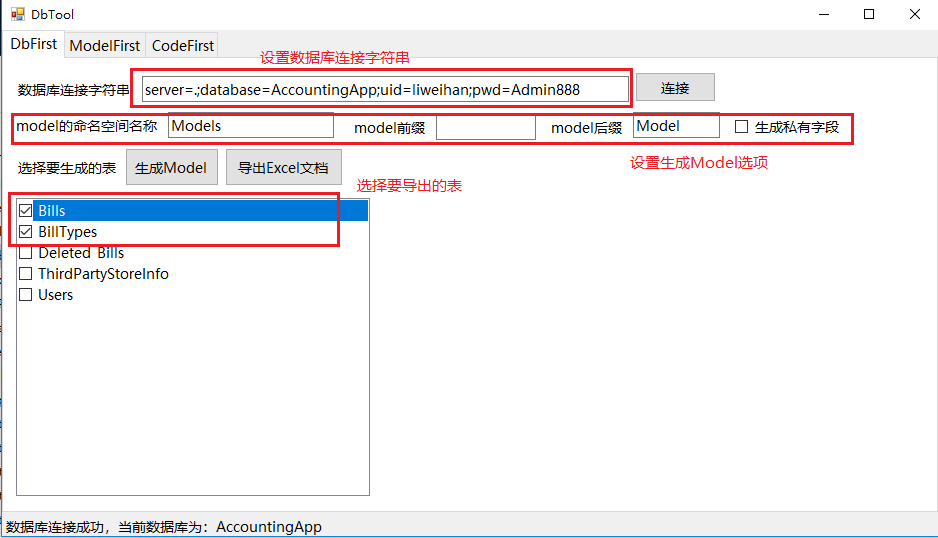 DbTool
DbFirst ModelFirst CodeFirst
设置数据库连接字符串
数据库连接字符串 server=.;database=AccountingApp;uid=liweihan;pwd=Admin888 连接
model的命名空间名称 Models model前缀 model后缀 Model 生成私有字段
选择要生成的表 生成Model 导出Excel文档 设置生成Model选项
选择要导出的表
Bills
BillTypes
Deleted Bills
ThirdPartyStoreInfo
Users
数据库连接成功，当前数据库为：AccountingApp